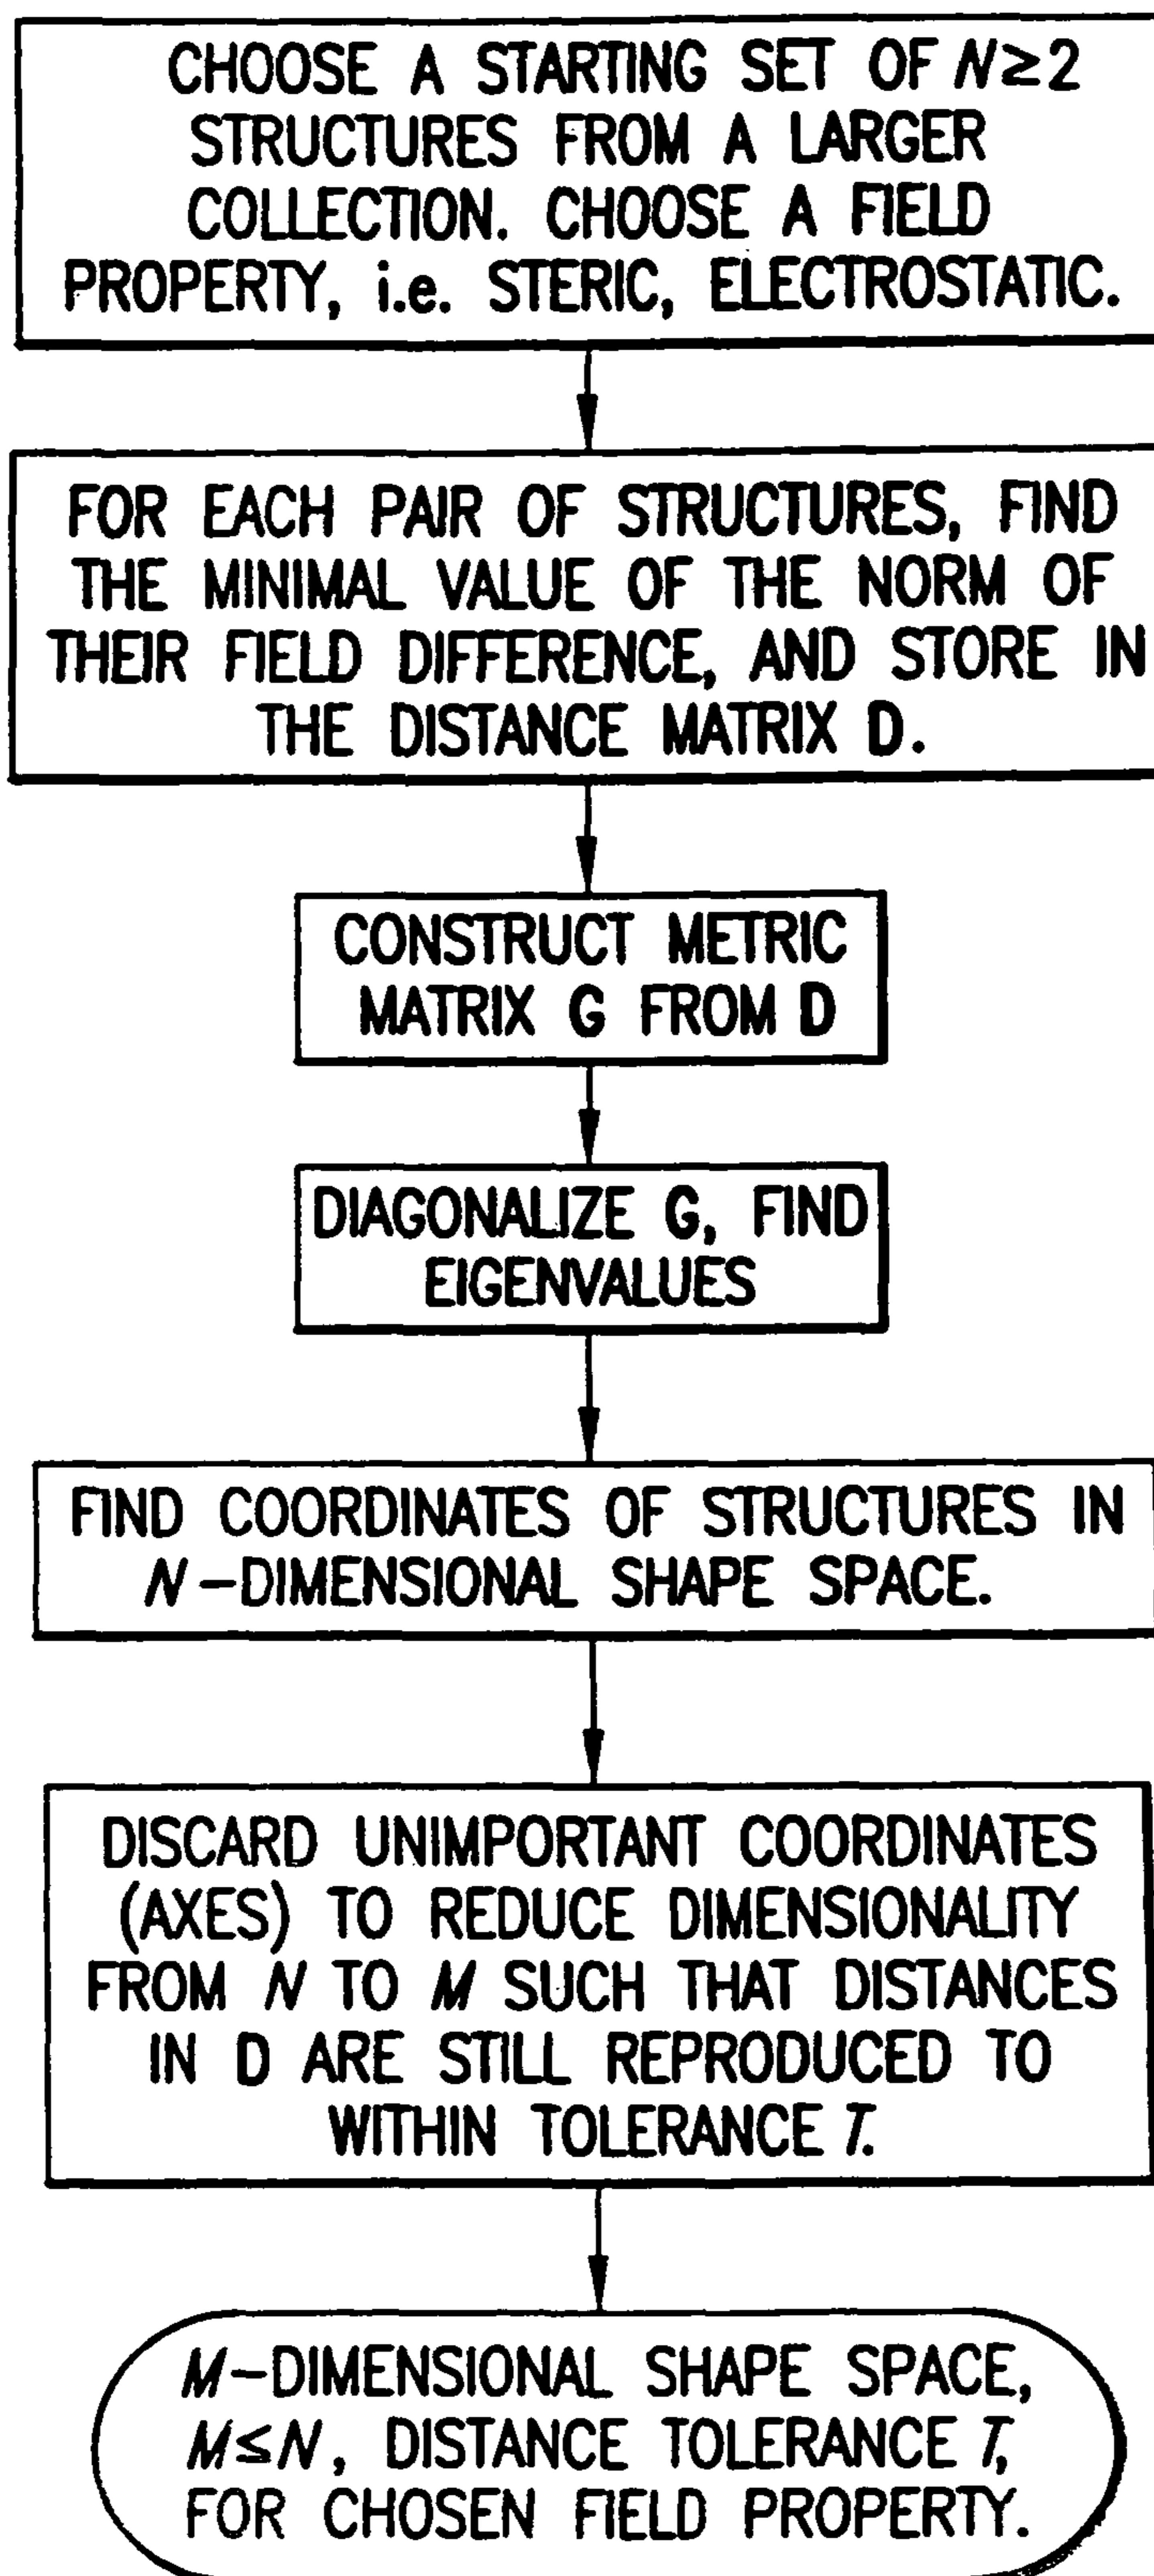 CHOOSE A STARTING SET OF N≥2
STRUCTURES FROM A LARGER
COLLECTION. CHOOSE A FIELD
PROPERTY, i.e. STERIC, ELECTROSTATIC.
FOR EACH PAIR OF STRUCTURES, FIND
THE MINIMAL VALUE OF THE NORM OF
THEIR FIELD DIFFERENCE, AND STORE IN
THE DISTANCE MATRIX D.
CONSTRUCT METRIC
MATRIX G FROM D
DIAGONALIZE G, FIND
EIGENVALUES
FIND COORDINATES OF STRUCTURES IN
N-DIMENSIONAL SHAPE SPACE.
DISCARD UNIMPORTANT COORDINATES
(AXES) TO REDUCE DIMENSIONALITY
FROM N TO M SUCH THAT DISTANCES
IN D ARE STILL REPRODUCED TO
WITHIN TOLERANCE T.
M-DIMENSIONAL SHAPE SPACE,
M≤N, DISTANCE TOLERANCE T,
FOR CHOSEN FIELD PROPERTY.